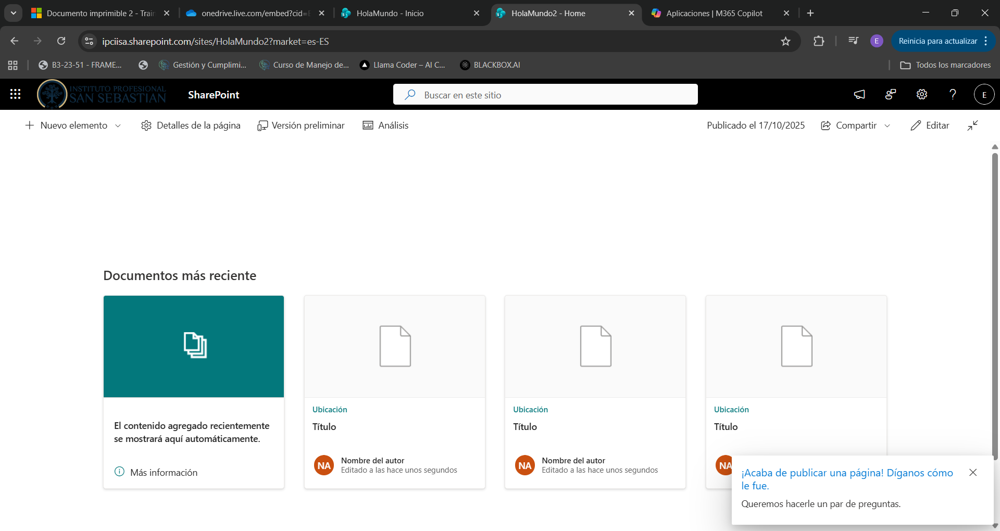 Documento imprimible 2 - Train
onedrive.live.com/embed?cid=E
HolaMundo - Inicio
HolaMundo2 - Home
Aplicaciones | M365 Copilot
ipciisa.sharepoint.com/sites/HolaMundo2?market=es-ES
E
Reinicia para actualizar
B3-23-51 - FRAME...
Gestión y Cumplimi...
Curso de Manejo de...
Llama Coder – AI C...
BLACKBOX.AI
Todos los marcadores
INSTITUTO PROFESIONAL
SAN SEBASTIAN
SharePoint
Buscar en este sitio
E
Nuevo elemento
Detalles de la página
Versión preliminar
Análisis
Publicado el 17/10/2025
Compartir
Editar
Documentos más reciente
El contenido agregado recientemente
se mostrará aquí automáticamente.
Más información
Ubicación
Título
NA
Nombre del autor
Editado a las hace unos segundos
Ubicación
Título
NA
Nombre del autor
Editado a las hace unos segundos
Ubicación
Título
NA
¡Acaba de publicar una página! Díganos cómo
le fue.
Queremos hacerle un par de preguntas.